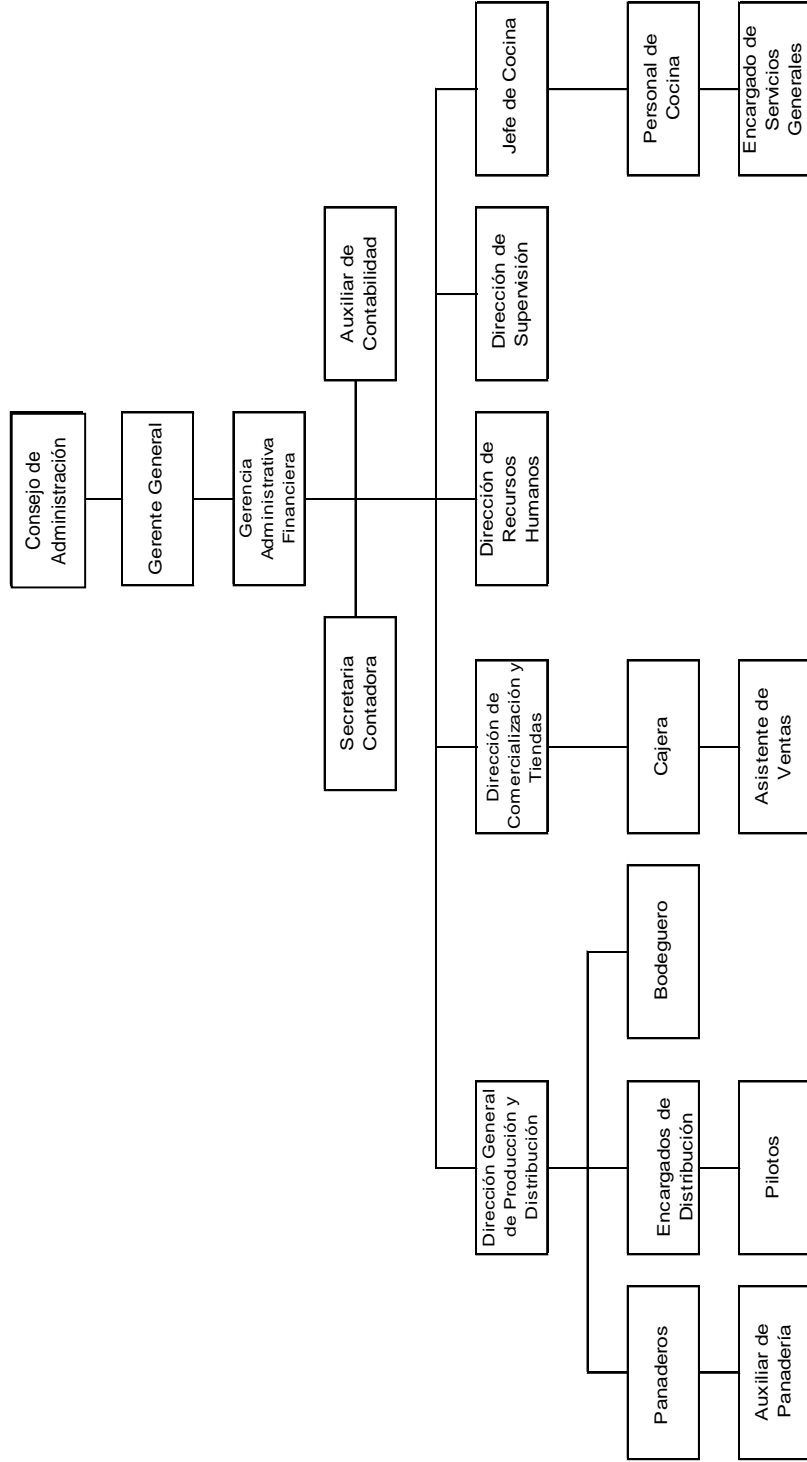 Consejo de
Administración
Gerente General
Gerencia
Administrativa
Financiera
Secretaria
Contadora
Auxiliar de
Contabilidad
Dirección General
de Producción y
Distribución
Dirección de
Comercialización y
Tiendas
Dirección de
Recursos
Humanos
Dirección de
Supervisión
Jefe de Cocina
Panaderos
Encargados de
Distribución
Bodeguero
Cajera
Personal de
Cocina
Auxiliar de
Panadería
Pilotos
Asistente de
Ventas
Encargado de
Servicios
Generales